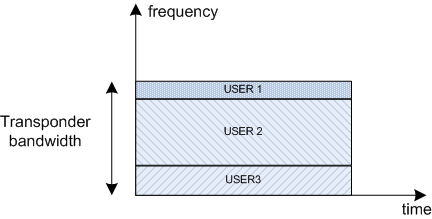 frequency
USER 1
Transponder
bandwidth
USER 2
USER3
time